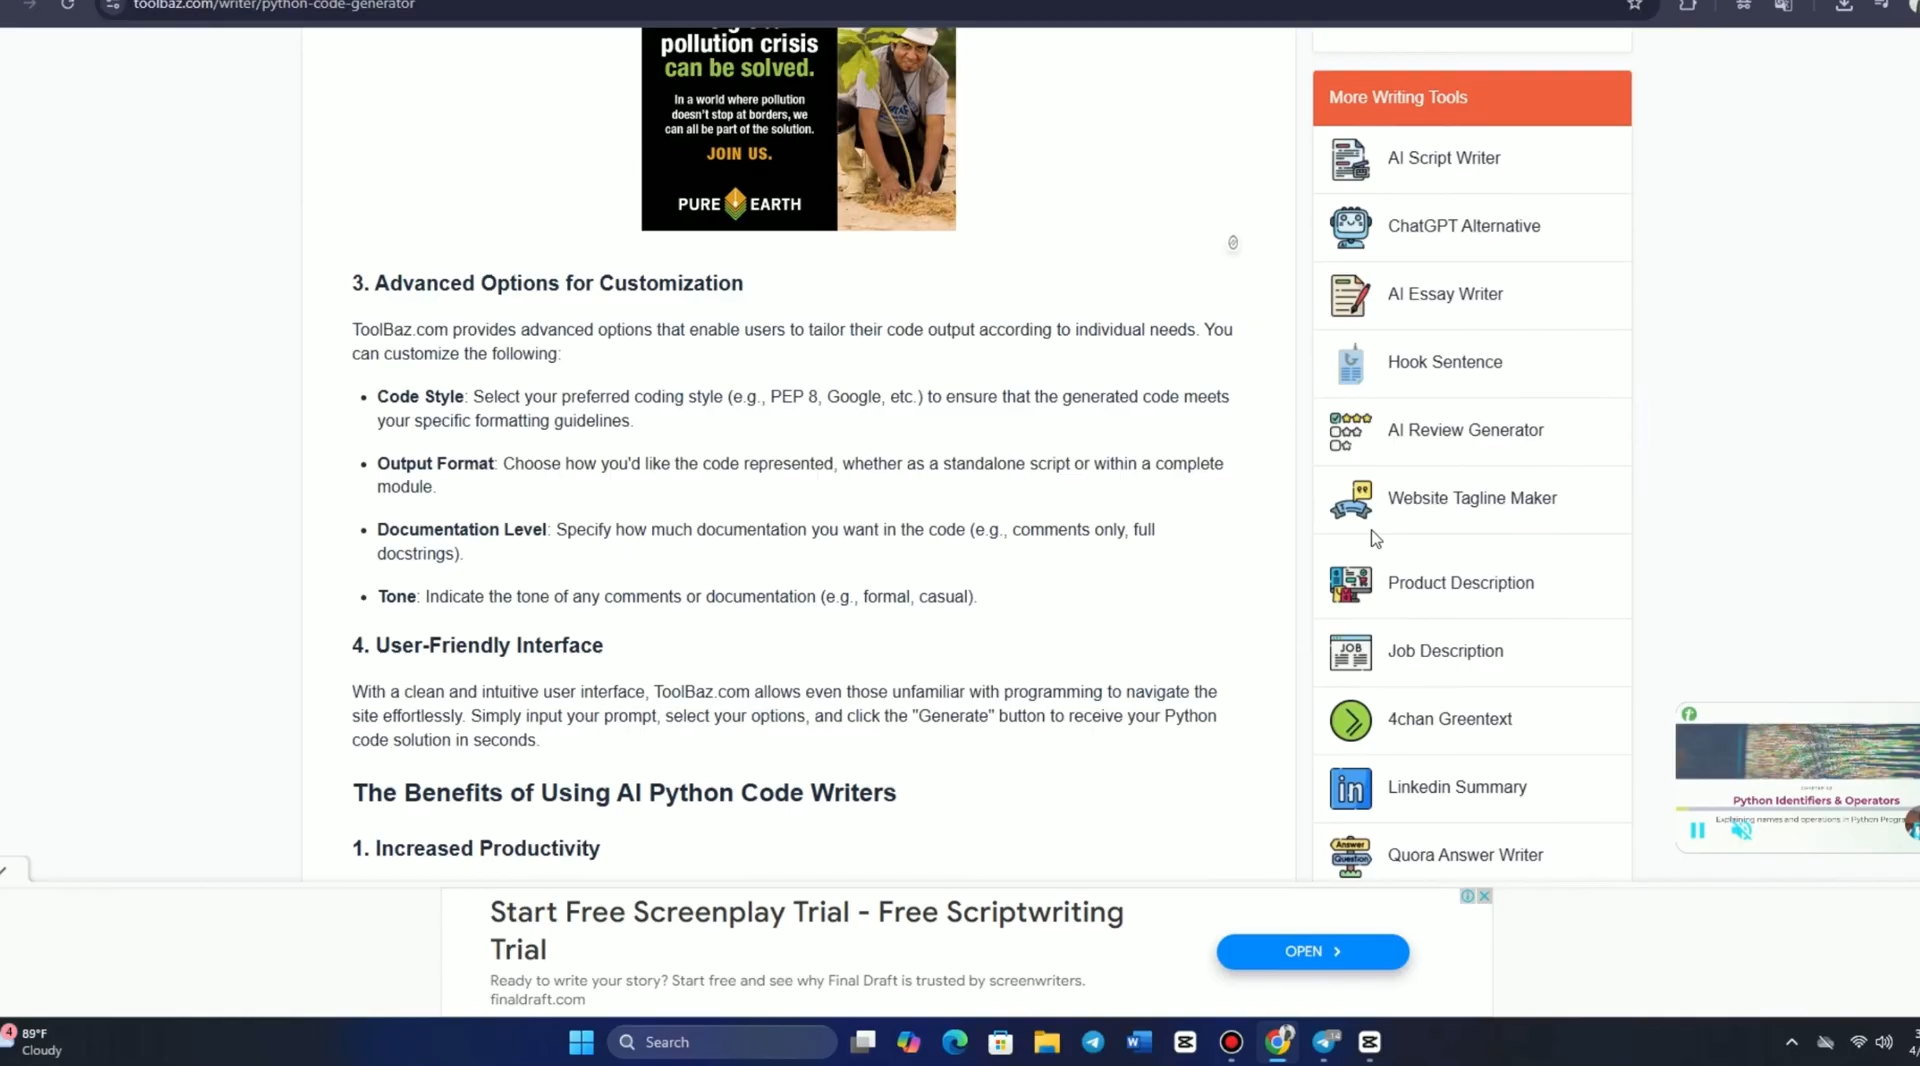 toolbaz.com/writer/python-code-generator
pollution crisis
can be solved.
In a world where pollution
doesn't stop at borders, we
can all be part of the solution.
JOIN US.
PURE EARTH
3. Advanced Options for Customization
ToolBaz.com provides advanced options that enable users to tailor their code output according to individual needs. You
can customize the following:
• Code Style: Select your preferred coding style (e.g., PEP 8, Google, etc.) to ensure that the generated code meets
your specific formatting guidelines.
• Output Format: Choose how you'd like the code represented, whether as a standalone script or within a complete
module.
• Documentation Level: Specify how much documentation you want in the code (e.g., comments only, full
docstrings).
• Tone: Indicate the tone of any comments or documentation (e.g., formal, casual).
4. User-Friendly Interface
With a clean and intuitive user interface, ToolBaz.com allows even those unfamiliar with programming to navigate the
site effortlessly. Simply input your prompt, select your options, and click the "Generate" button to receive your Python
code solution in seconds.
The Benefits of Using AI Python Code Writers
1. Increased Productivity
More Writing Tools
AI Script Writer
ChatGPT Alternative
AI Essay Writer
Hook Sentence
AI Review Generator
Website Tagline Maker
Product Description
JOB
Job Description
4chan Greentext
in
Linkedin Summary
Answer
Question
Quora Answer Writer
Python Identifiers & Operators
Explaining names and operations in Python
Start Free Screenplay Trial - Free Scriptwriting
Trial
Ready to write your story? Start free and see why Final Draft is trusted by screenwriters.
finaldraft.com
OPEN
4
89°F
Cloudy
Search
14